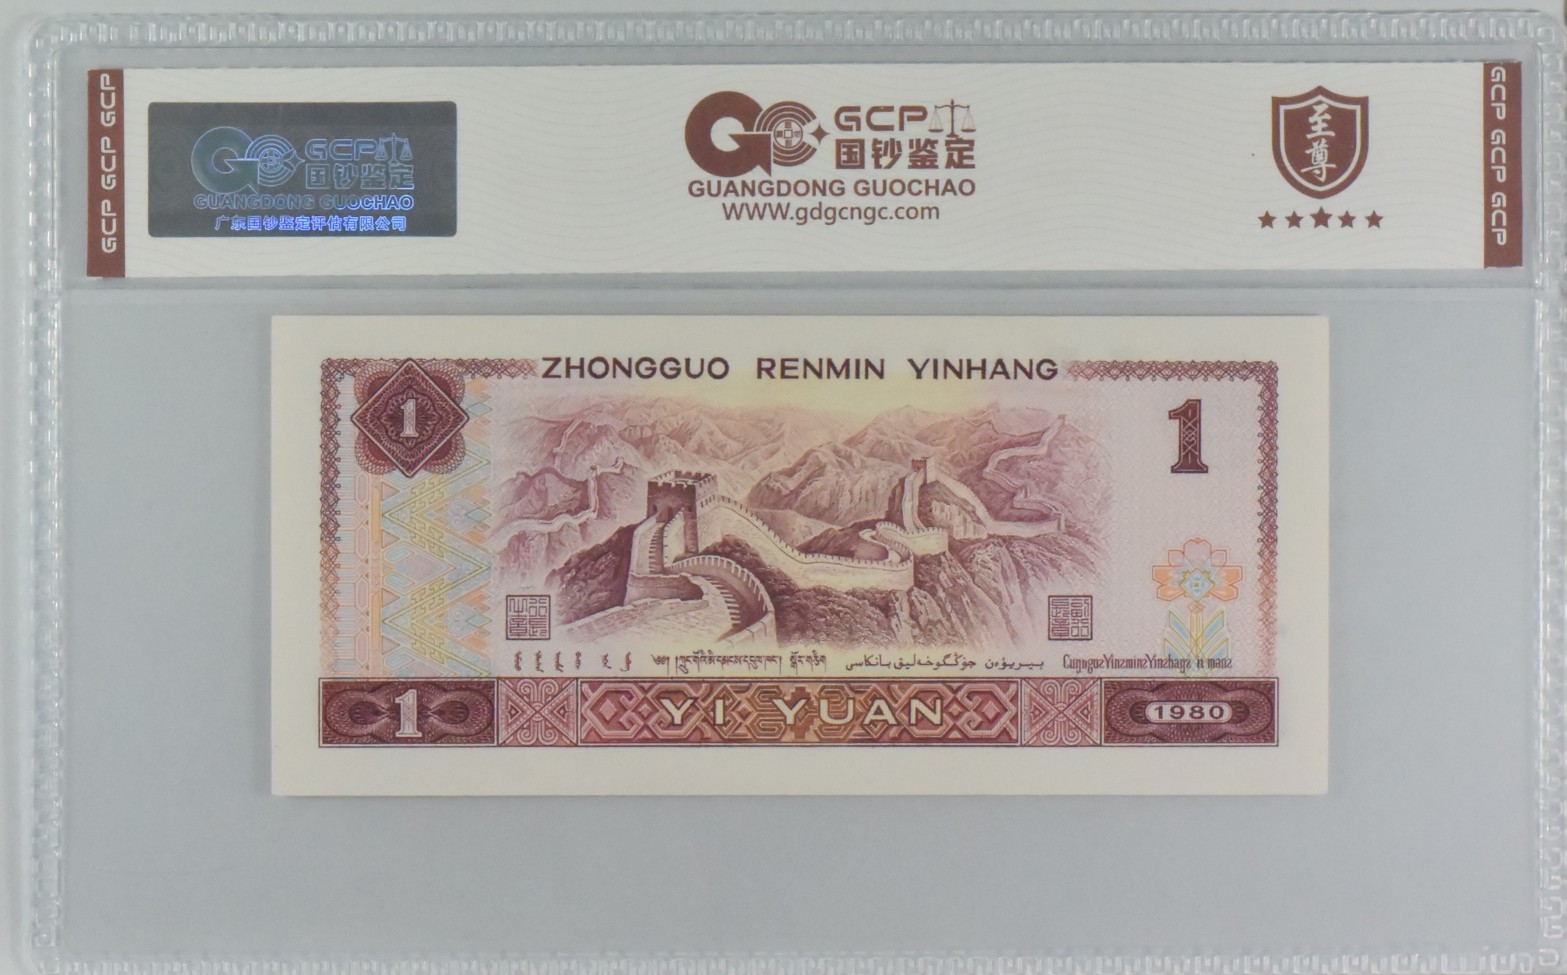 GCP GCP GCP
GCP
国钞鉴定
GUANGDONG GUOCHAO
广东国钞鉴定评估有限公司
GCP
国钞鉴定
GUANGDONG GUOCHAO
WWW.gdgcngc.com
至尊
GCP GCP GCP
ZHONGGUO RENMIN YINHANG
1
1
YI YUAN
1
1980